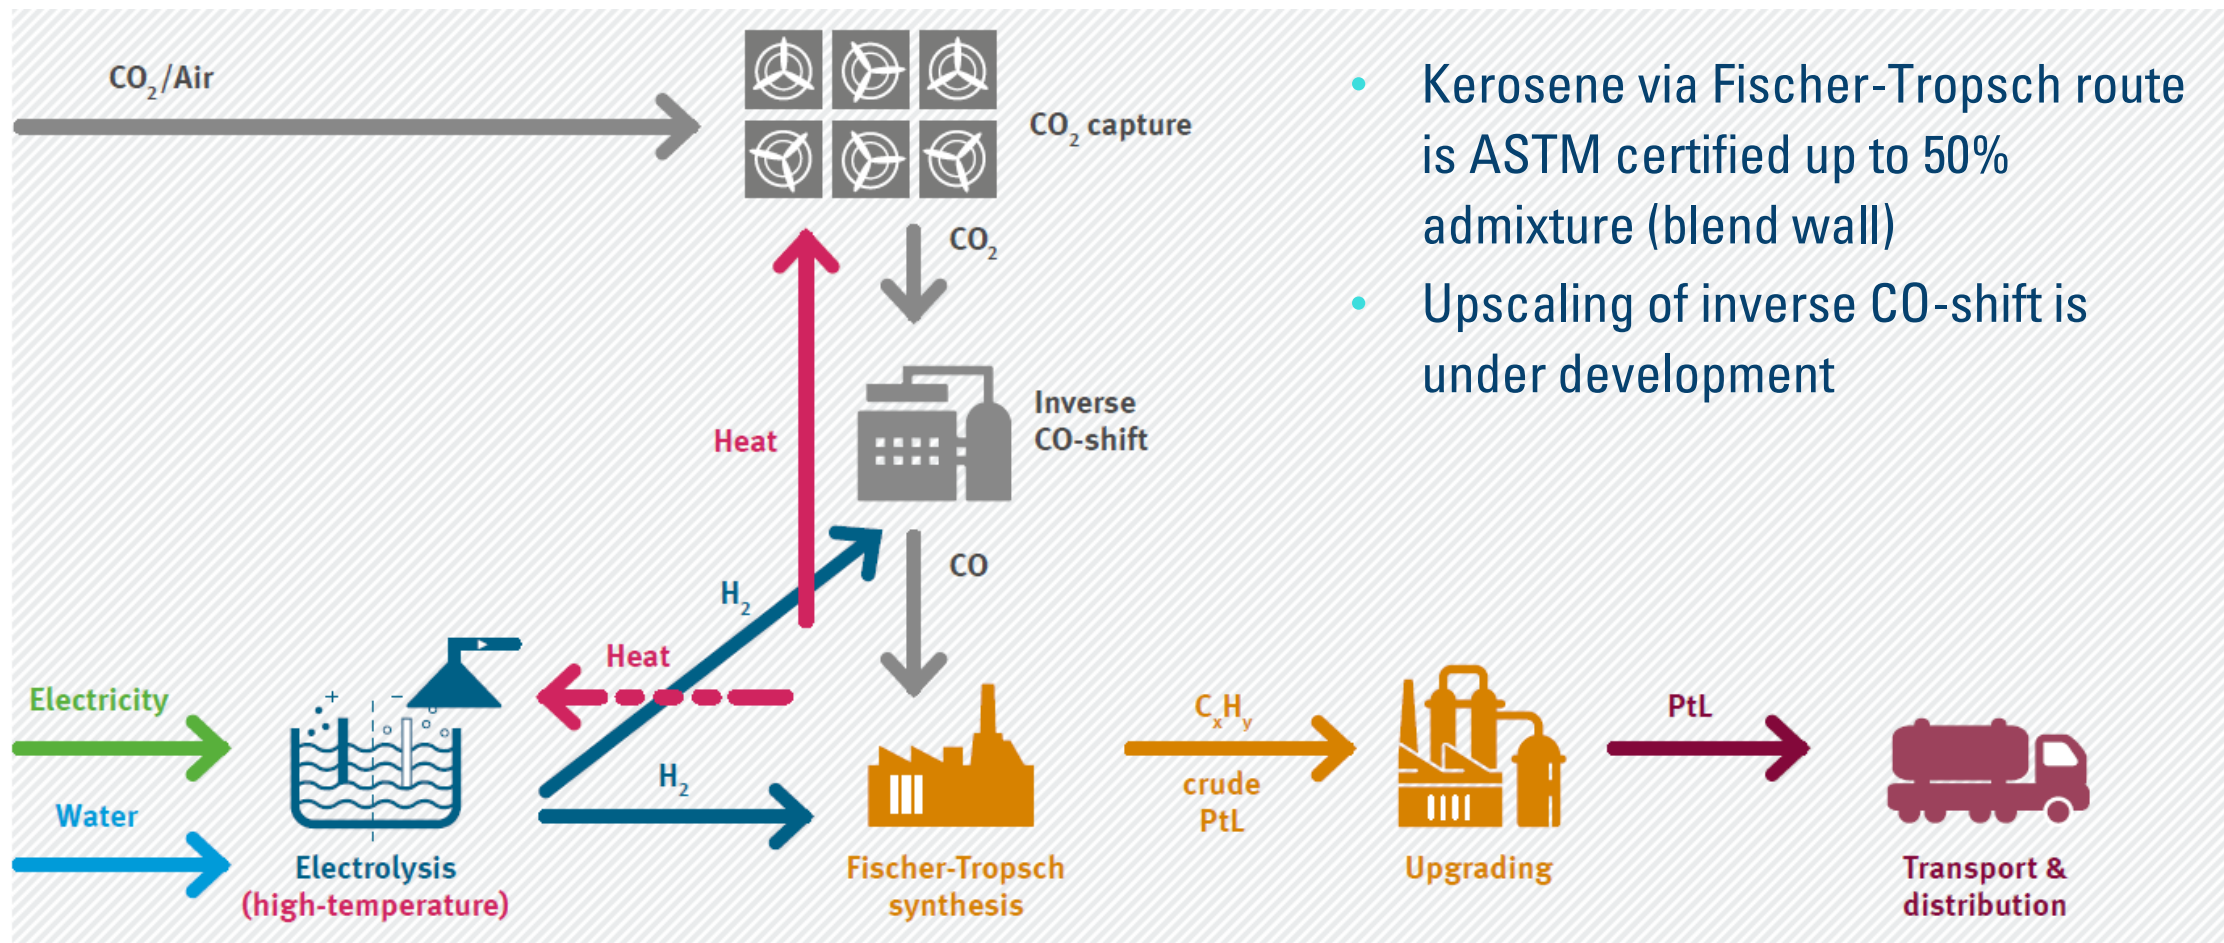 CO₂/Air
CO₂ capture
• Kerosene via Fischer-Tropsch route
is ASTM certified up to 50%
admixture (blend wall)
• Upscaling of inverse CO-shift is
under development
CO₂
Inverse
CO-shift
Heat
CO
H₂
Heat
Electricity
Water
+
−
H₂
CₓHᵧ
crude
PtL
PtL
Electrolysis
(high-temperature)
Fischer-Tropsch
synthesis
Upgrading
Transport &
distribution